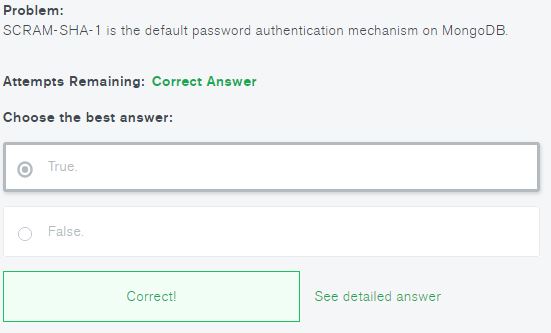 Problem:
SCRAM-SHA-1 is the default password authentication mechanism on MongoDB.
Attempts Remaining: Correct Answer
Choose the best answer:
True.
False.
Correct! See detailed answer